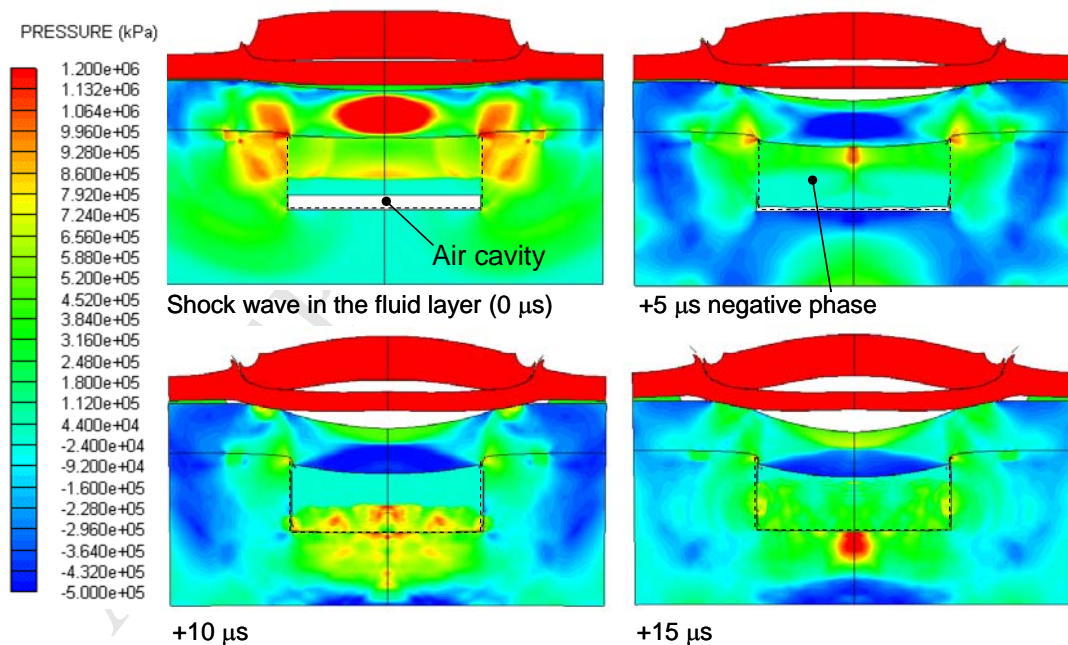 PRESSURE (kPa)
1.200e+06
1.132e+06
1.064e+06
9.960e+05
9.280e+05
8.600e+05
7.920e+05
7.240e+05
6.560e+05
5.880e+05
5.200e+05
4.520e+05
3.840e+05
3.160e+05
2.480e+05
1.800e+05
1.120e+05
4.400e+04
-2.400e+04
-9.200e+04
-1.600e+05
-2.280e+05
-2.960e+05
-3.640e+05
-4.320e+05
-5.000e+05
Air cavity
Shock wave in the fluid layer (0 μs)
+5 μs negative phase
+10 μs
+15 μs